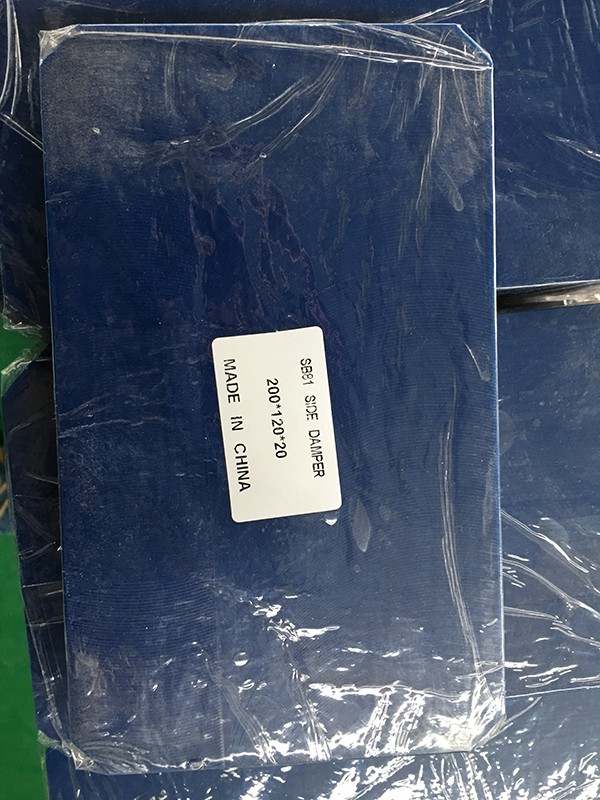 SB81 SIDE DAMPER
200*120*20
MADE IN CHINA